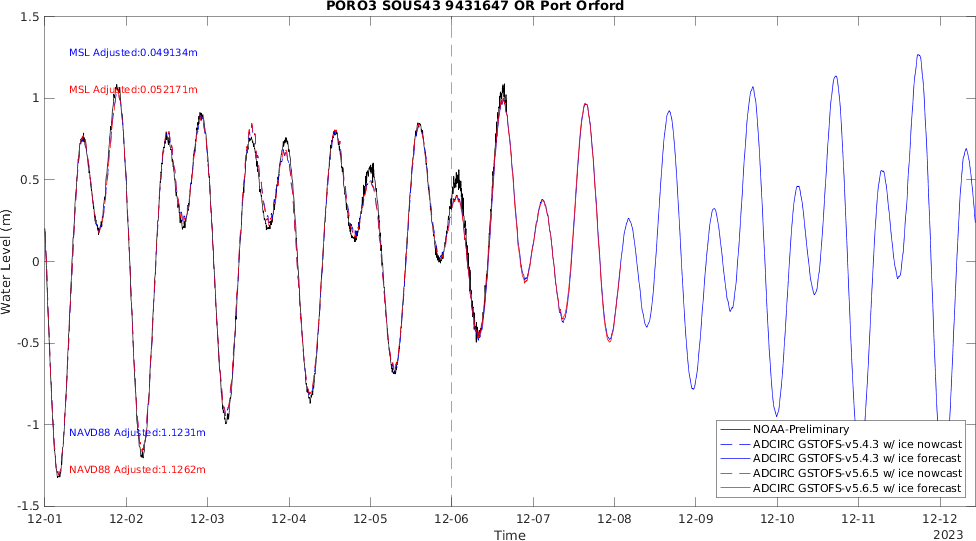 PORO3 SOUS43 9431647 OR Port Orford
1.5
1
0.5
0
-0.5
-1
-1.5
Water Level (m)
MSL Adjusted:0.049134m
MSL Adjusted:0.052171m
NAVD88 Adjusted:1.1231m
NAVD88 Adjusted:1.1262m
NOAA-Preliminary
ADCIRC GSTOFS-v5.4.3 w/ ice nowcast
ADCIRC GSTOFS-v5.4.3 w/ ice forecast
ADCIRC GSTOFS-v5.6.5 w/ ice nowcast
ADCIRC GSTOFS-v5.6.5 w/ ice forecast
12-01 12-02 12-03 12-04 12-05 12-06 12-07 12-08 12-09 12-10 12-11 12-12
Time
2023